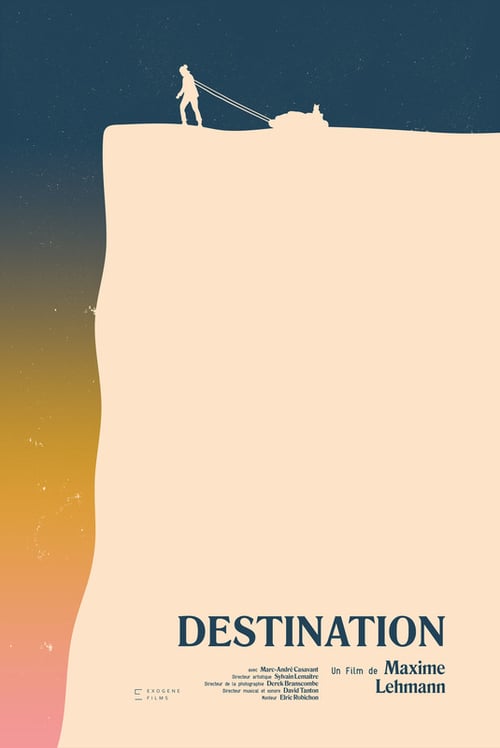 DESTINATION
avec Marc-André Casavant
Directeur artistique Sylvain Lemaitre
Directeur de la photographie Derek Branscombe
Directeur musical et sonore David Tanton
Monteur Elric Robichon
Un Film de Maxime
Lehmann
EXOGENE
FILMS